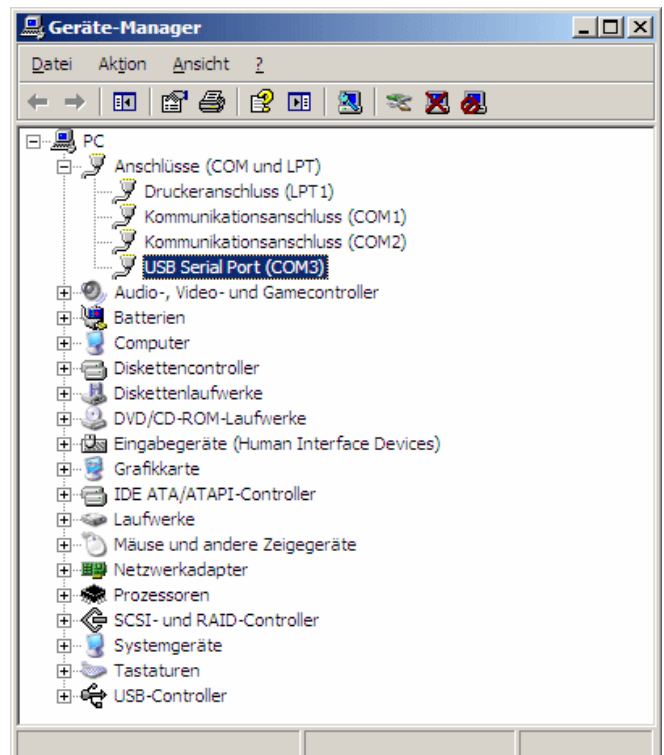 Geräte-Manager
Datei Aktion Ansicht ?
PC
Anschlüsse (COM und LPT)
Druckeranschluss (LPT1)
Kommunikationsanschluss (COM1)
Kommunikationsanschluss (COM2)
USB Serial Port (COM3)
Audio-, Video- und Gamecontroller
Batterien
Computer
Diskettencontroller
Diskettenlaufwerke
DVD/CD-ROM-Laufwerke
Eingabegeräte (Human Interface Devices)
Grafikkarte
IDE ATA/ATAPI-Controller
Laufwerke
Mäuse und andere Zeigegeräte
Netzwerkadapter
Prozessoren
SCSI- und RAID-Controller
Systemgeräte
Tastaturen
USB-Controller